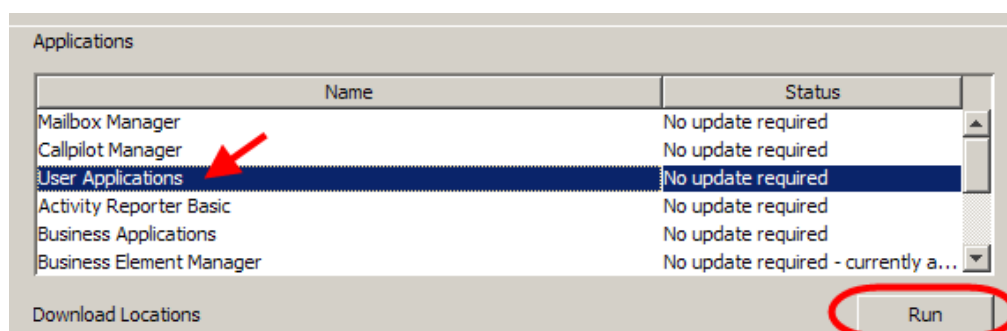 Applications
Name Status
Mailbox Manager No update required
Callpilot Manager No update required
User Applications No update required
Activity Reporter Basic No update required
Business Applications No update required
Business Element Manager No update required - currently a...
Download Locations Run